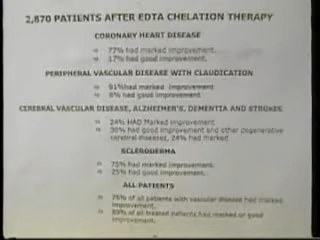 2,870 PATIENTS AFTER EDTA CHELATION THERAPY
CORONARY HEART DISEASE
77% had marked improvement.
17% had good improvement.
PERIPHERAL VASCULAR DISEASE WITH CLAUDICATION
91%had marked improvement
8% had good improvement.
CEREBRAL VASCULAR DISEASE, ALZHEIMER'S, DEMENTIA AND STROKES
24% HAD Marked improvement
30% had good improvement and other degenerative
cerebral diseases, 24% had marked
SCLERODERMA
75% had marked improvement.
25% had good improvement.
ALL PATIENTS
75% of all patients with vascular disease had marked
improvement.
89% of all treated patients had marked or good
improvement.